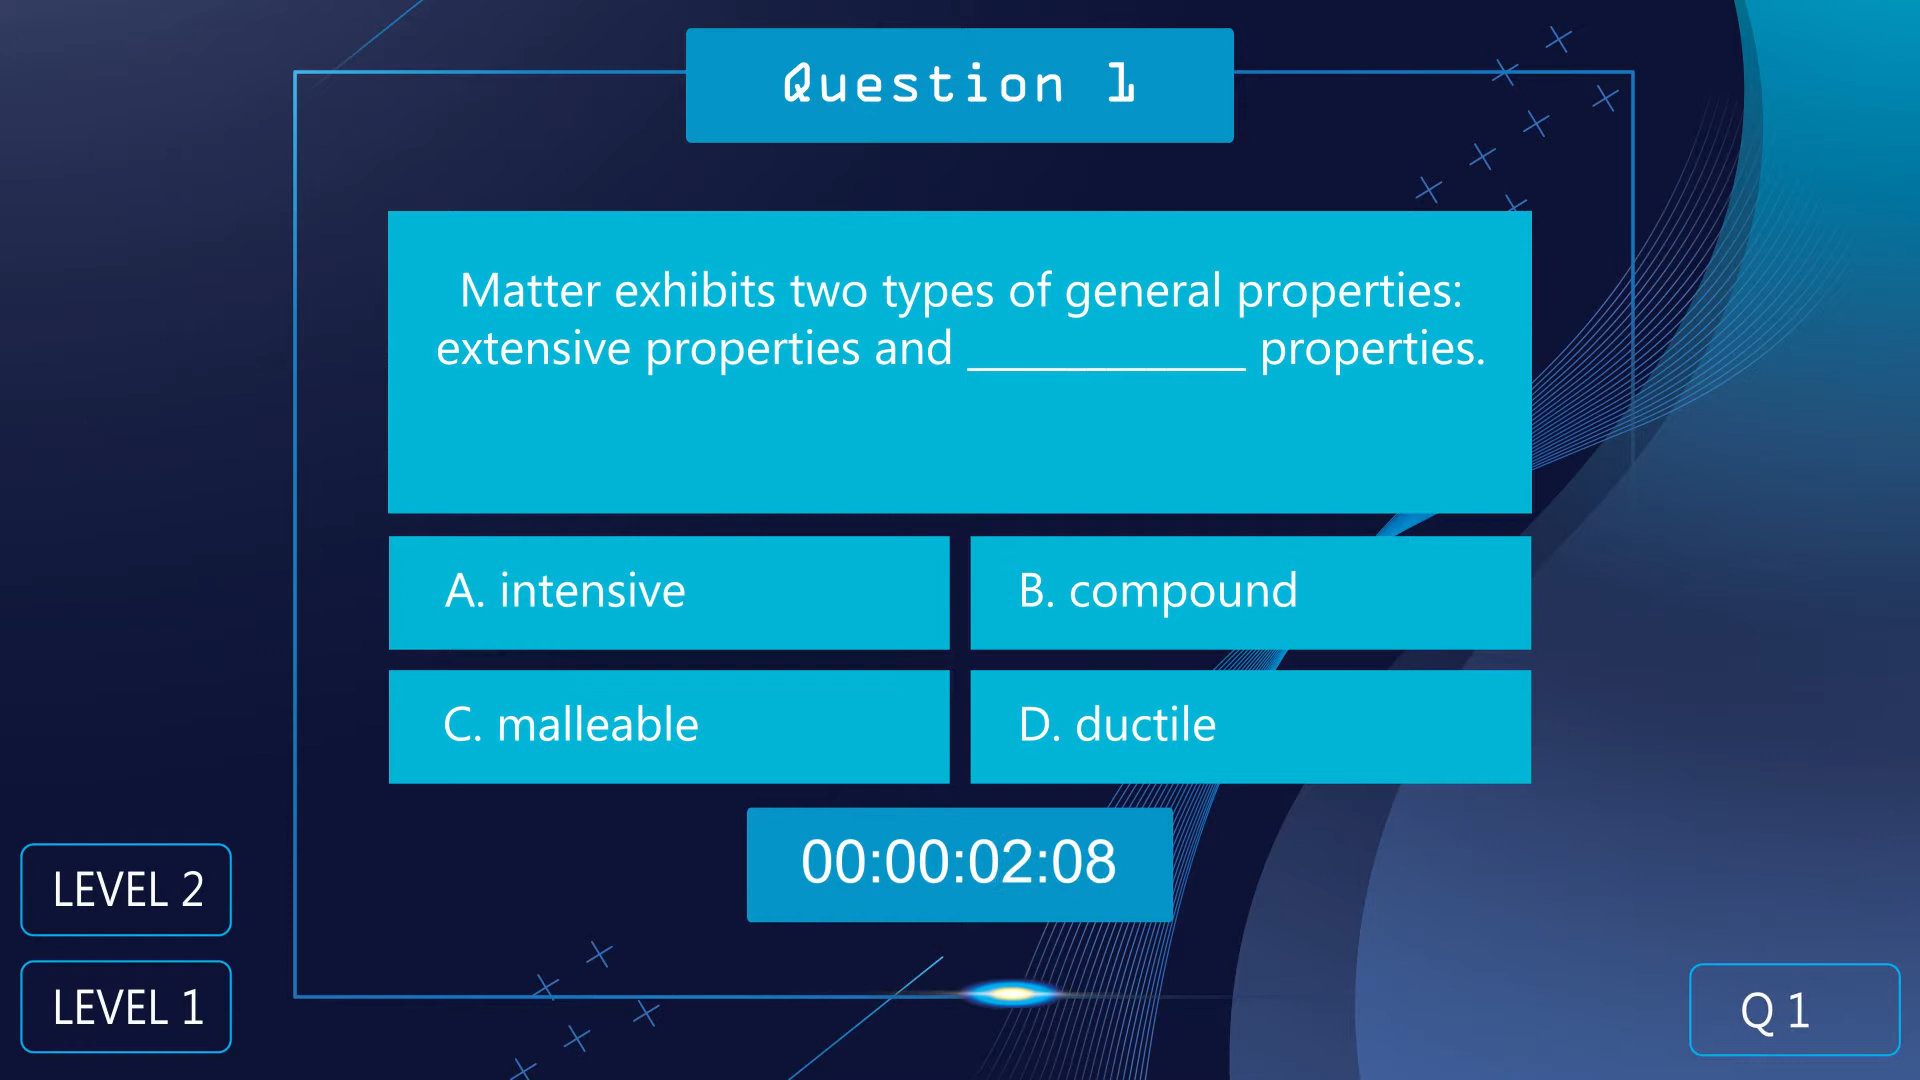 Question 1
Matter exhibits two types of general properties:
extensive properties and ____________ properties.
A. intensive
B. compound
C. malleable
D. ductile
00:00:02:08
LEVEL 2
LEVEL 1
Q 1